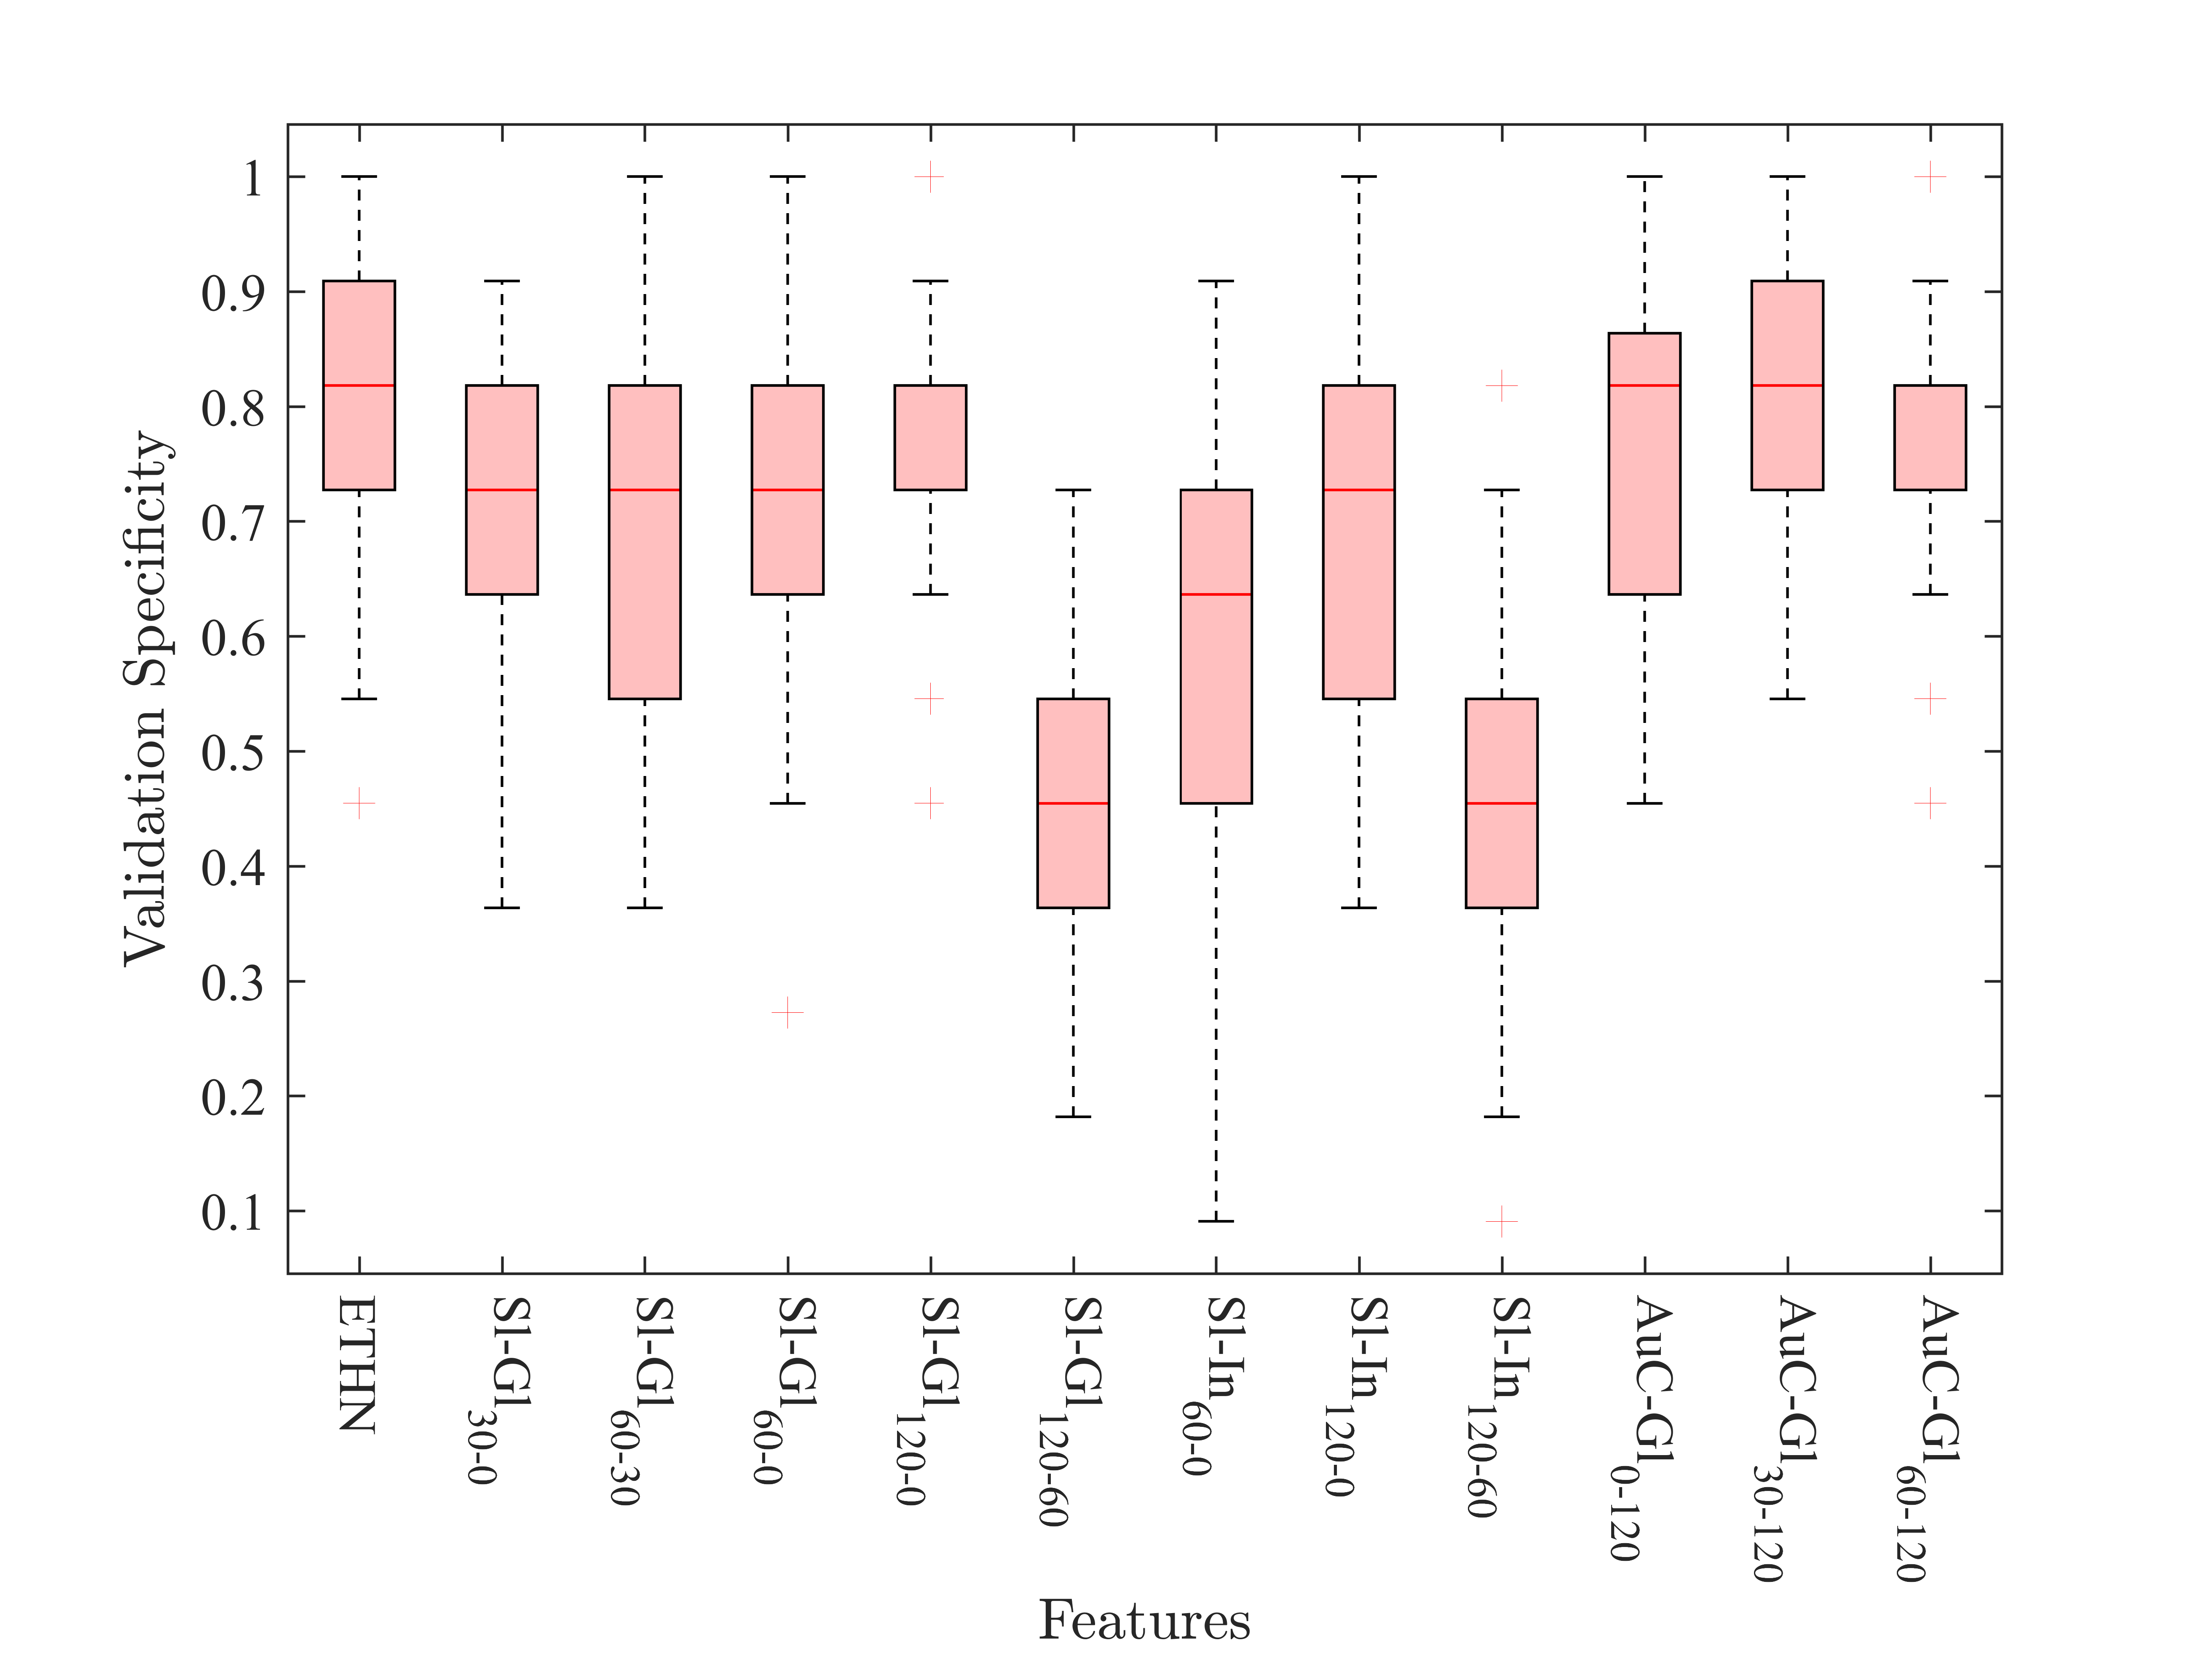 Validation Specificity
1
0.9
0.8
0.7
0.6
0.5
0.4
0.3
0.2
0.1
ETHN
Sl-Gl30-0
Sl-Gl60-30
Sl-Gl60-0
Sl-Gl120-0
Sl-Gl120-60
Sl-In60-0
Sl-In120-0
Sl-In120-60
AuC-Gl0-120
AuC-Gl30-120
AuC-Gl60-120
Features